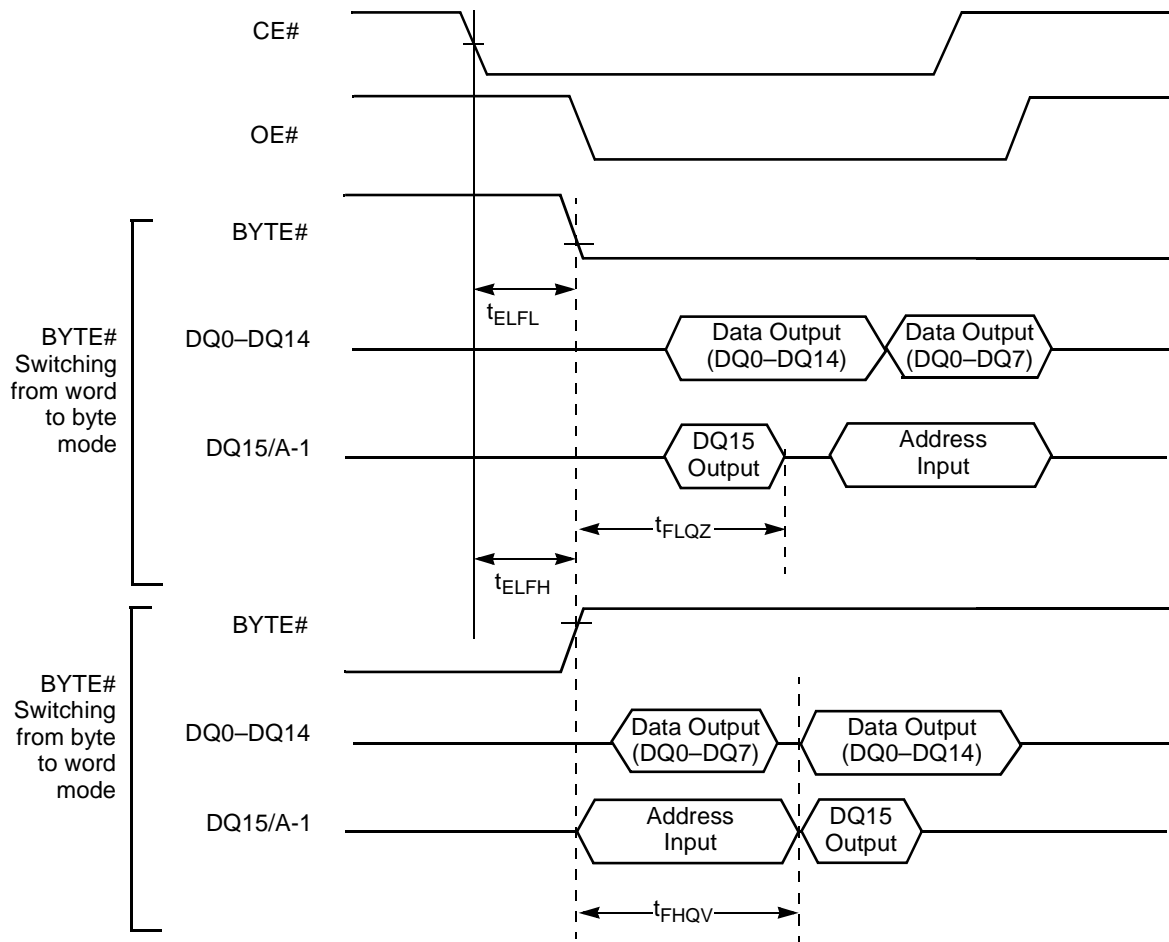 CE#
OE#
BYTE#
tELFL
BYTE#
Switching
from word
to byte
mode
DQ0–DQ14
Data Output
(DQ0–DQ14)
Data Output
(DQ0–DQ7)
DQ15/A-1
DQ15
Output
Address
Input
tFLQZ
tELFH
BYTE#
BYTE#
Switching
from byte
to word
mode
DQ0–DQ14
Data Output
(DQ0–DQ7)
Data Output
(DQ0–DQ14)
DQ15/A-1
Address
Input
DQ15
Output
tFHQV